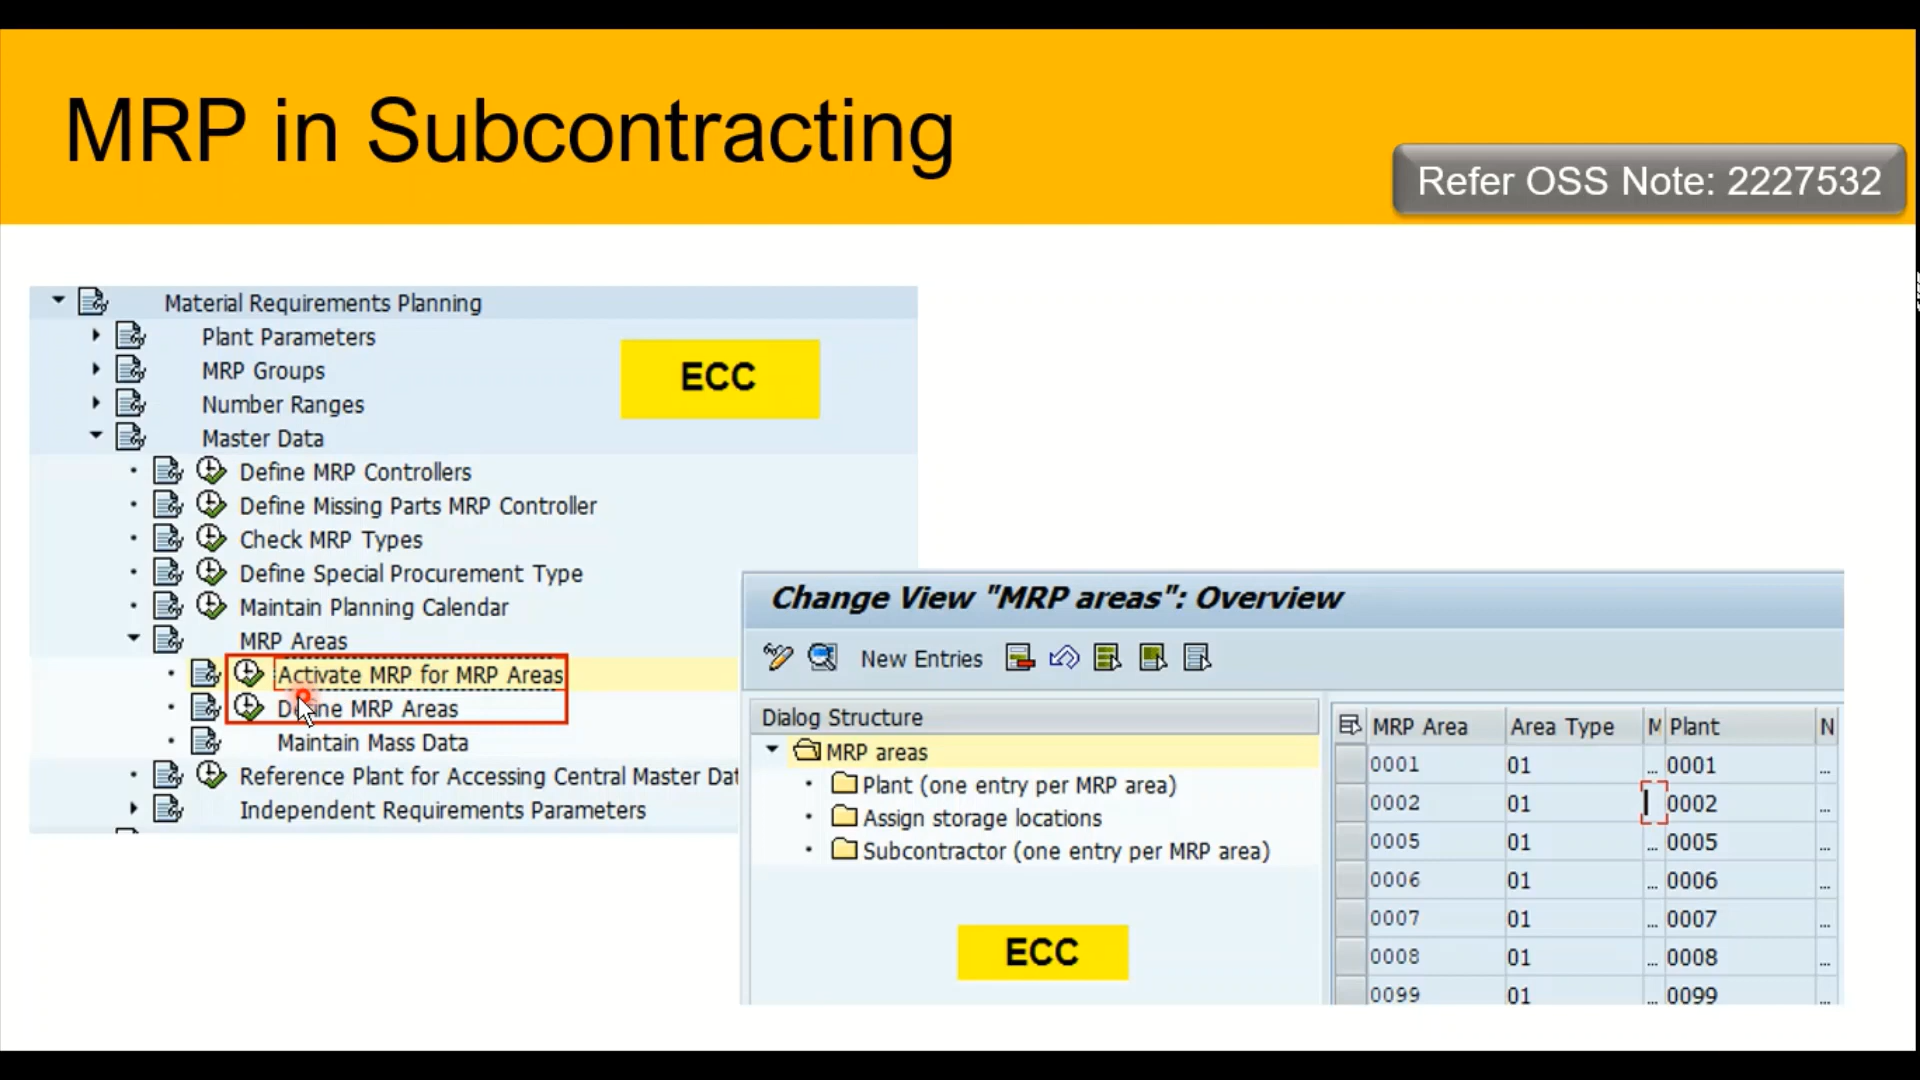 MRP in Subcontracting
Refer OSS Note: 2227532
Material Requirements Planning
Plant Parameters
MRP Groups
Number Ranges
Master Data
Define MRP Controllers
Define Missing Parts MRP Controller
Check MRP Types
Define Special Procurement Type
Maintain Planning Calendar
MRP Areas
Activate MRP for MRP Areas
Define MRP Areas
Maintain Mass Data
Reference Plant for Accessing Central Master Dat
Independent Requirements Parameters
ECC
Change View "MRP areas": Overview
New Entries
Dialog Structure
MRP areas
Plant (one entry per MRP area)
Assign storage locations
Subcontractor (one entry per MRP area)
ECC
MRP Area Area Type M Plant N
0001 01 ... 0001 ...
0002 01 0002 ...
0005 01 ... 0005 ...
0006 01 ... 0006 ...
0007 01 ... 0007 ...
0008 01 ... 0008 ...
0099 01 ... 0099 ...